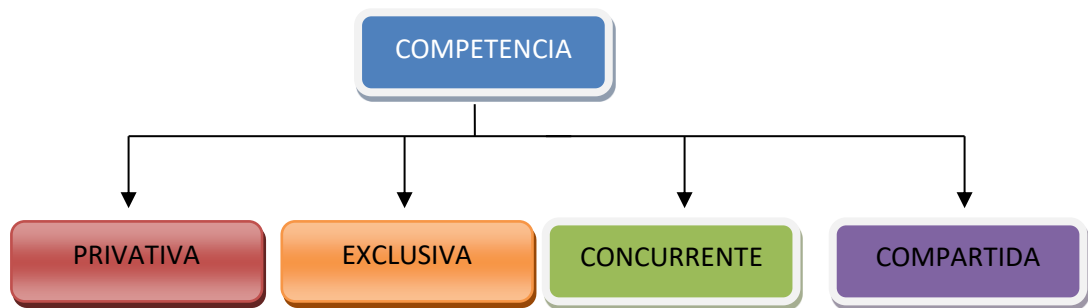 COMPETENCIA
PRIVATIVA
EXCLUSIVA
CONCURRENTE
COMPARTIDA